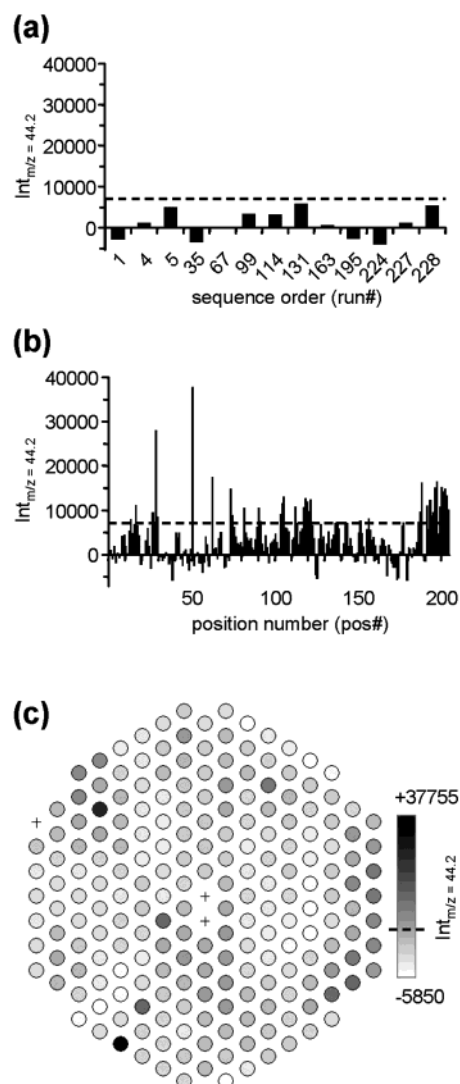 (a)
40000
30000
20000
10000
0
Int m/z = 44.2
1 4 5 35 67 99 114 131 163 195 224 227 228
sequence order (run#)
(b)
40000
30000
20000
10000
0
Int m/z = 44.2
50 100 150 200
position number (pos#)
(c)
+37755
Int m/z = 44.2
-5850